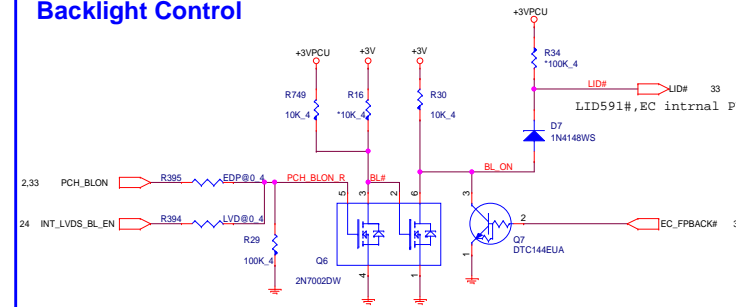 Backlight Control
+3VPCU
+3VPCU
+3V
+3V
R34
*100K_4
R749
10K_4
R16
*10K_4
R30
10K_4
LID#
LID#
33
LID591#,EC intrnal P
D7
1N4148WS
2,33
PCH_BLON
R395
EDP@0_4
PCH_BLON_R
BL#
BL_ON
5
3
2
6
3
24
INT_LVDS_BL_EN
R394
LVD@0_4
2
EC_FPBACK#
R29
100K_4
Q6
2N7002DW
4
1
1
Q7
DTC144EUA